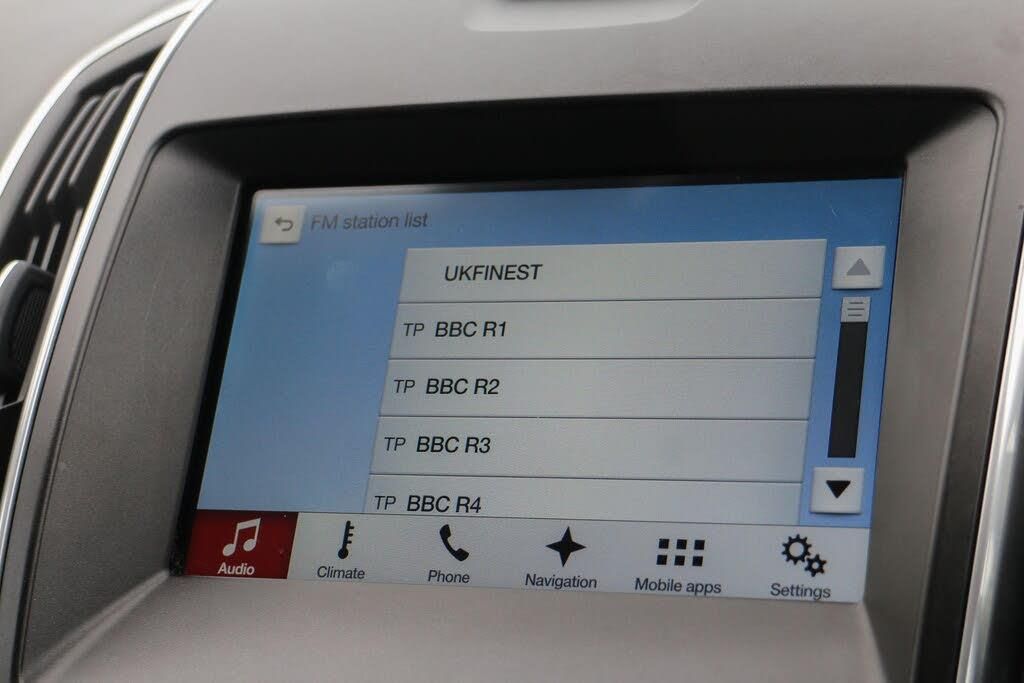 FM station list
UKFINEST
TP BBC R1
TP BBC R2
TP BBC R3
TP BBC R4
Audio
Climate
Phone
Navigation
Mobile apps
Settings